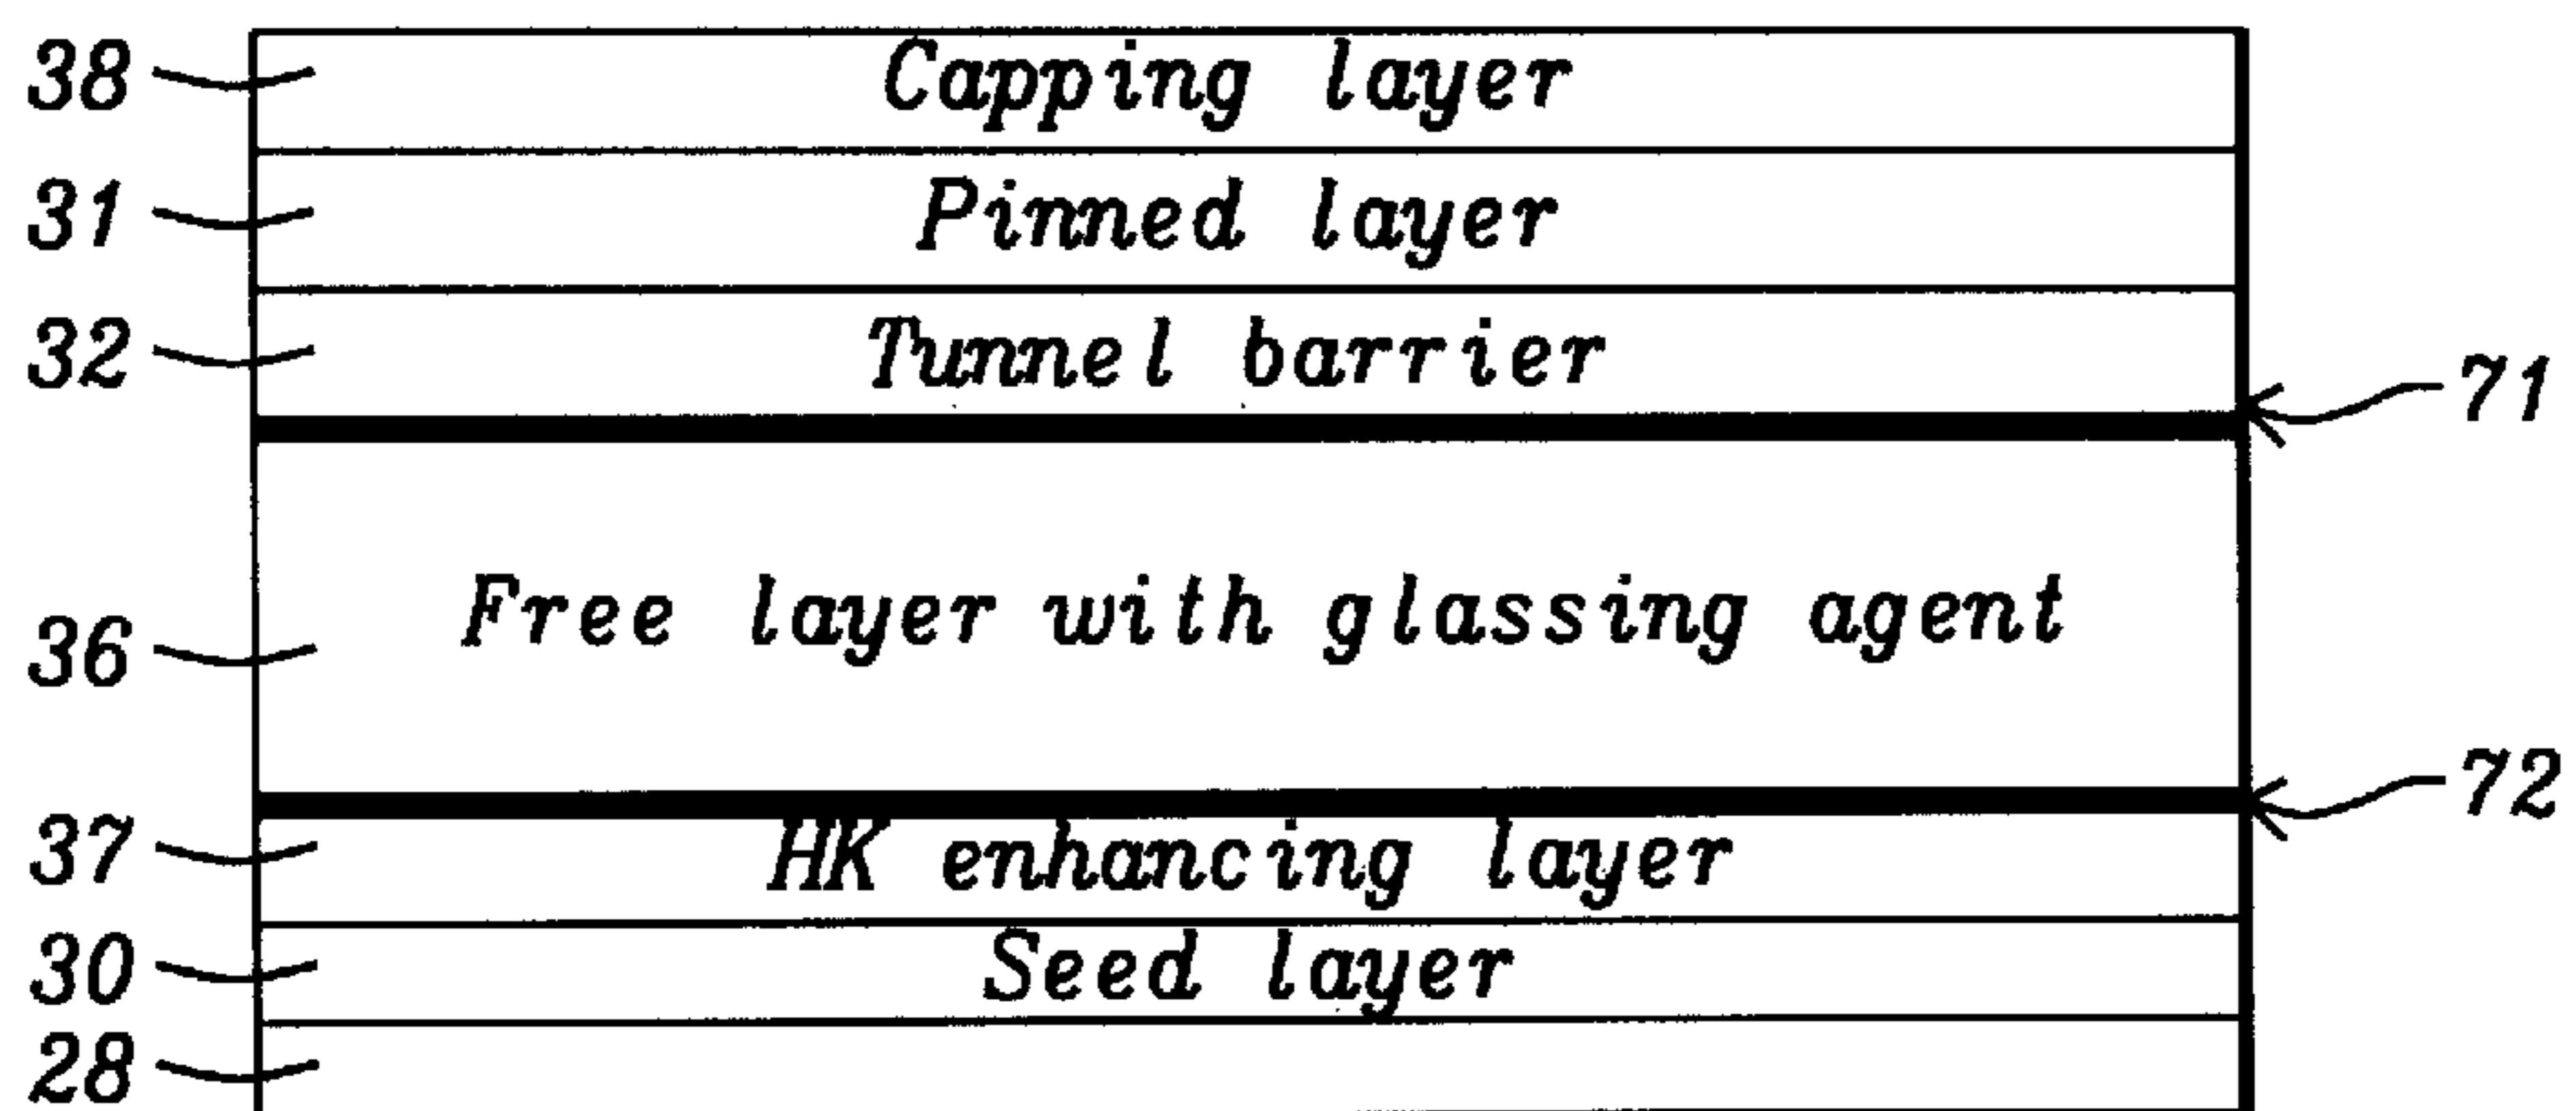 38 Capping layer
31 Pinned layer
32 Tunnel barrier
71
36 Free layer with glassing agent
72
37 HK enhancing layer
30 Seed layer
28